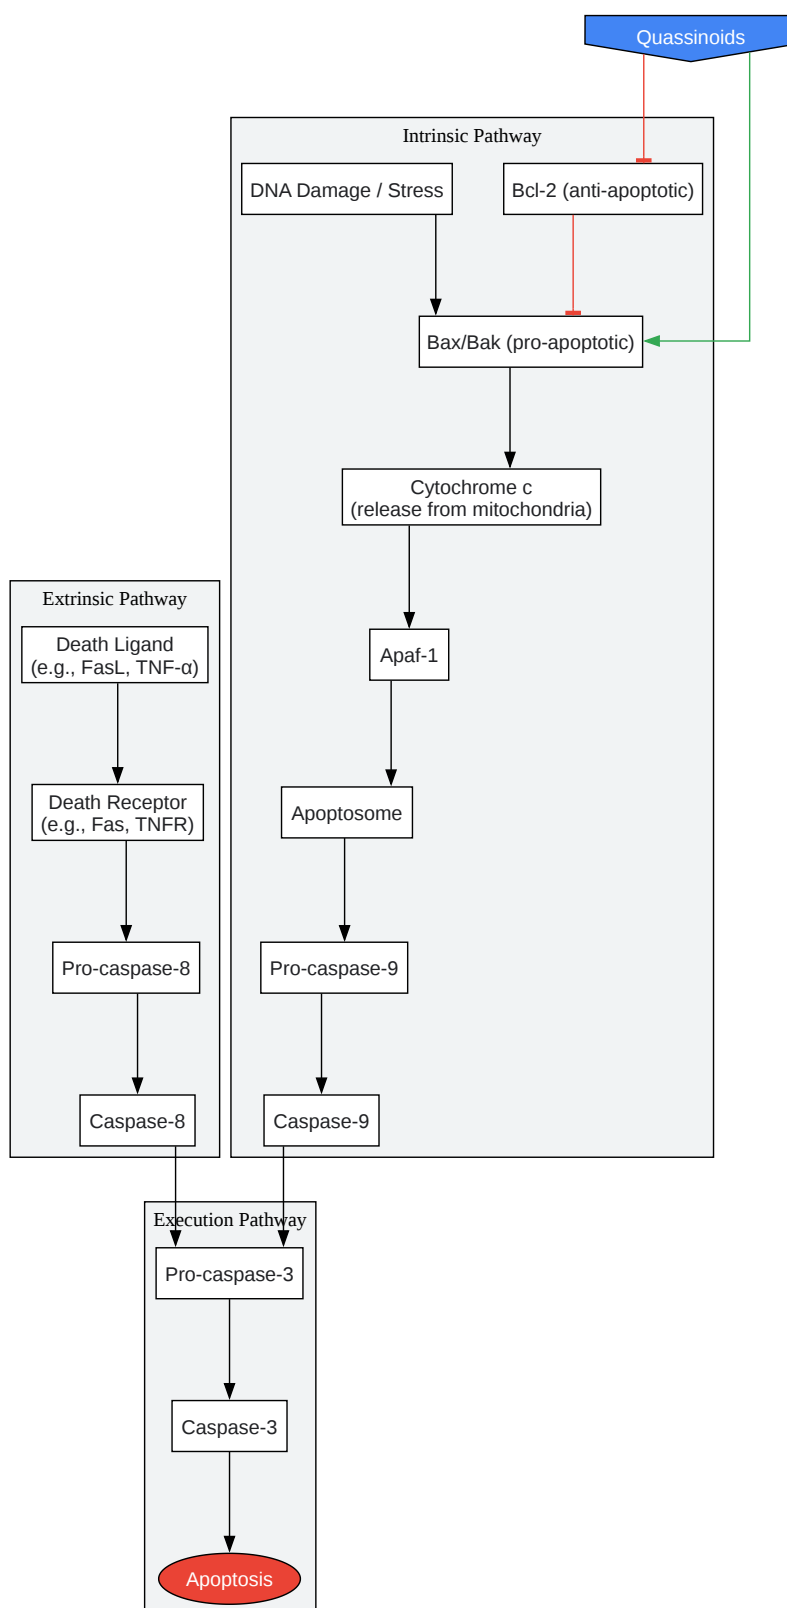 Quassinoids
Intrinsic Pathway
DNA Damage / Stress
Bcl-2 (anti-apoptotic)
Bax/Bak (pro-apoptotic)
Cytochrome c
(release from mitochondria)
Apaf-1
Apoptosome
Pro-caspase-9
Caspase-9
Extrinsic Pathway
Death Ligand
(e.g., FasL, TNF-α)
Death Receptor
(e.g., Fas, TNFR)
Pro-caspase-8
Caspase-8
Execution Pathway
Pro-caspase-3
Caspase-3
Apoptosis